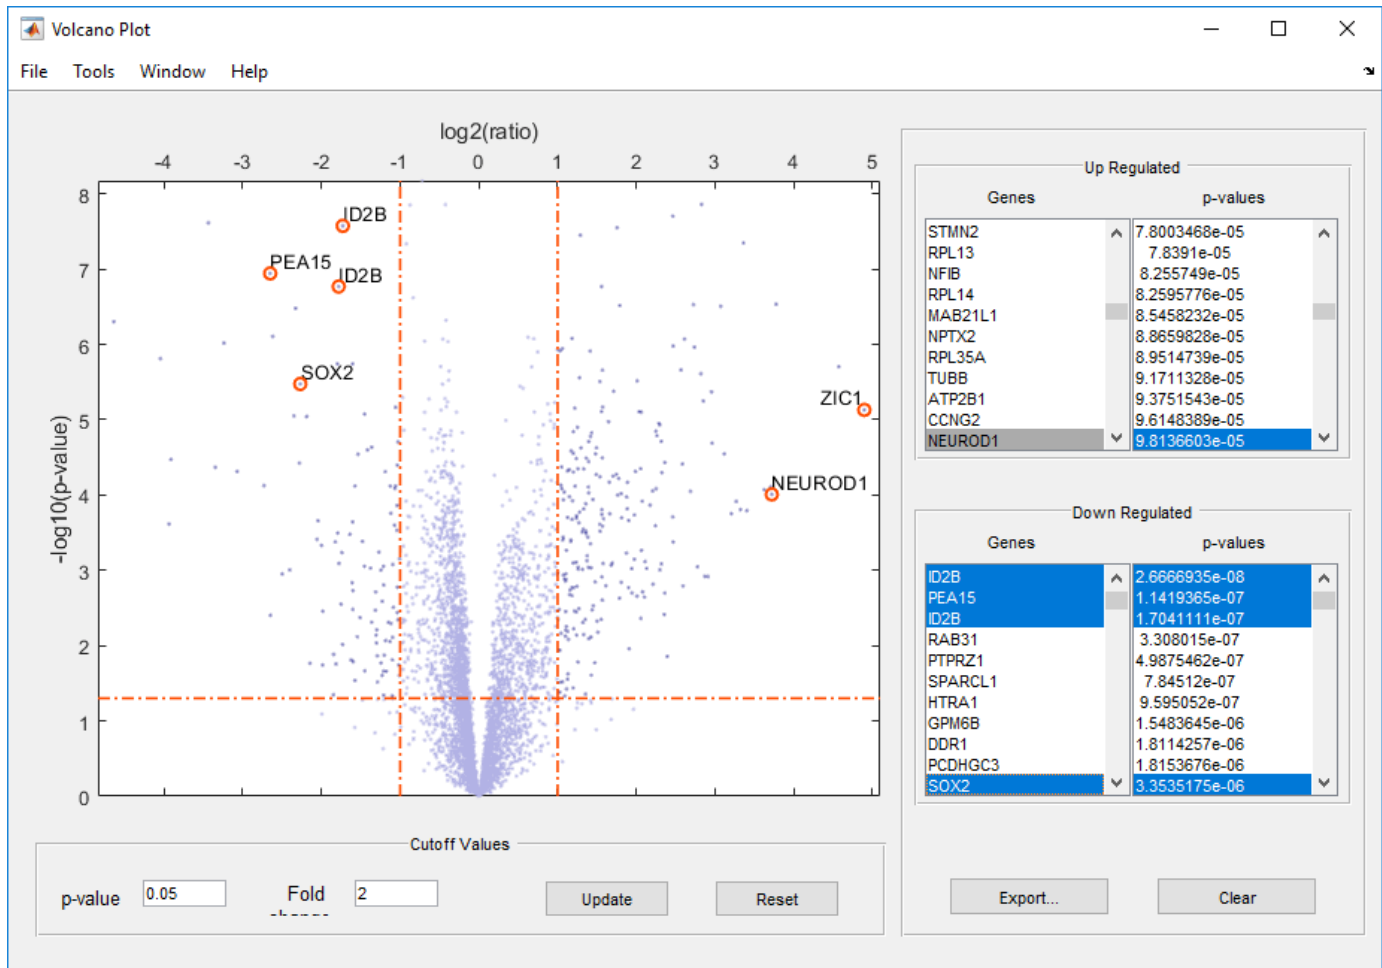 Volcano Plot
File Tools Window Help
log2(ratio)
-4 -3 -2 -1 0 1 2 3 4 5
-log10(p-value)
8
7
6
5
4
3
2
1
0
ID2B
PEA15
ID2B
SOX2
ZIC1
NEUROD1
Cutoff Values
p-value 0.05 Fold 2 Update Reset
Up Regulated
Genes p-values
STMN2 7.8003468e-05
RPL13 7.8391e-05
NFIB 8.255749e-05
RPL14 8.2595776e-05
MAB21L1 8.5458232e-05
NPTX2 8.8659828e-05
RPL35A 8.9514739e-05
TUBB 9.1711328e-05
ATP2B1 9.3751543e-05
CCNG2 9.6148389e-05
NEUROD1 9.8136603e-05
Down Regulated
Genes p-values
ID2B 2.6666935e-08
PEA15 1.1419365e-07
ID2B 1.7041111e-07
RAB31 3.308015e-07
PTPRZ1 4.9875462e-07
SPARCL1 7.84512e-07
HTRA1 9.595052e-07
GPM6B 1.5483645e-06
DDR1 1.8114257e-06
PCDHGC3 1.8153676e-06
SOX2 3.3535175e-06
Export... Clear